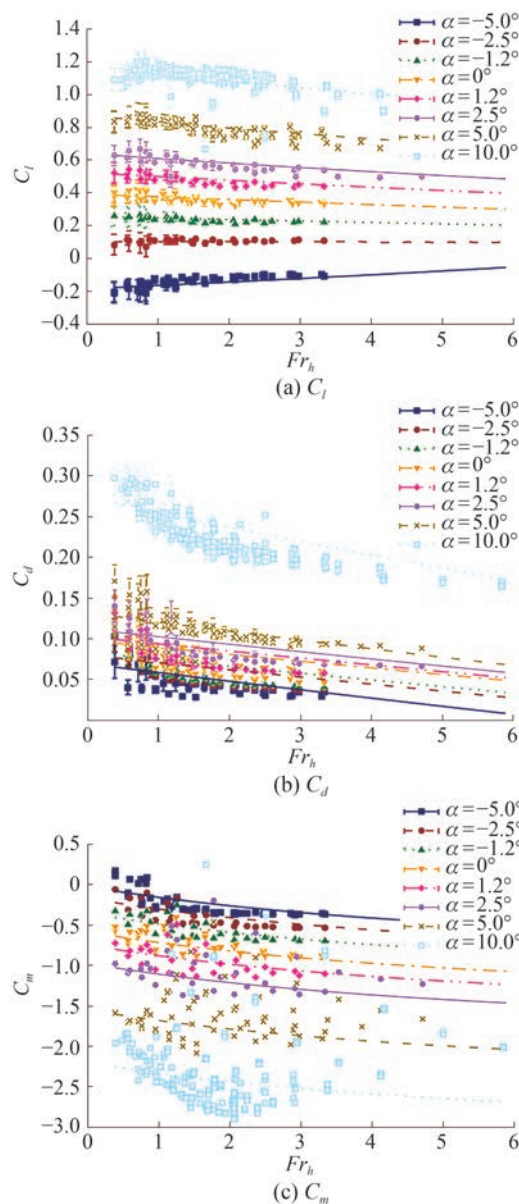 1.4
1.2
1.0
0.8
0.6
0.4
0.2
0
−0.2
−0.4
C_l
α=−5.0°
α=−2.5°
α=−1.2°
α=0°
α=1.2°
α=2.5°
α=5.0°
α=10.0°
0 1 2 3 4 5 6
Fr_h
(a) C_l
0.35
0.30
0.25
0.20
0.15
0.10
0.05
C_d
α=−5.0°
α=−2.5°
α=−1.2°
α=0°
α=1.2°
α=2.5°
α=5.0°
α=10.0°
0 1 2 3 4 5 6
Fr_h
(b) C_d
0.5
0
−0.5
−1.0
−1.5
−2.0
−2.5
−3.0
C_m
α=−5.0°
α=−2.5°
α=−1.2°
α=0°
α=1.2°
α=2.5°
α=5.0°
α=10.0°
0 1 2 3 4 5 6
Fr_h
(c) C_m